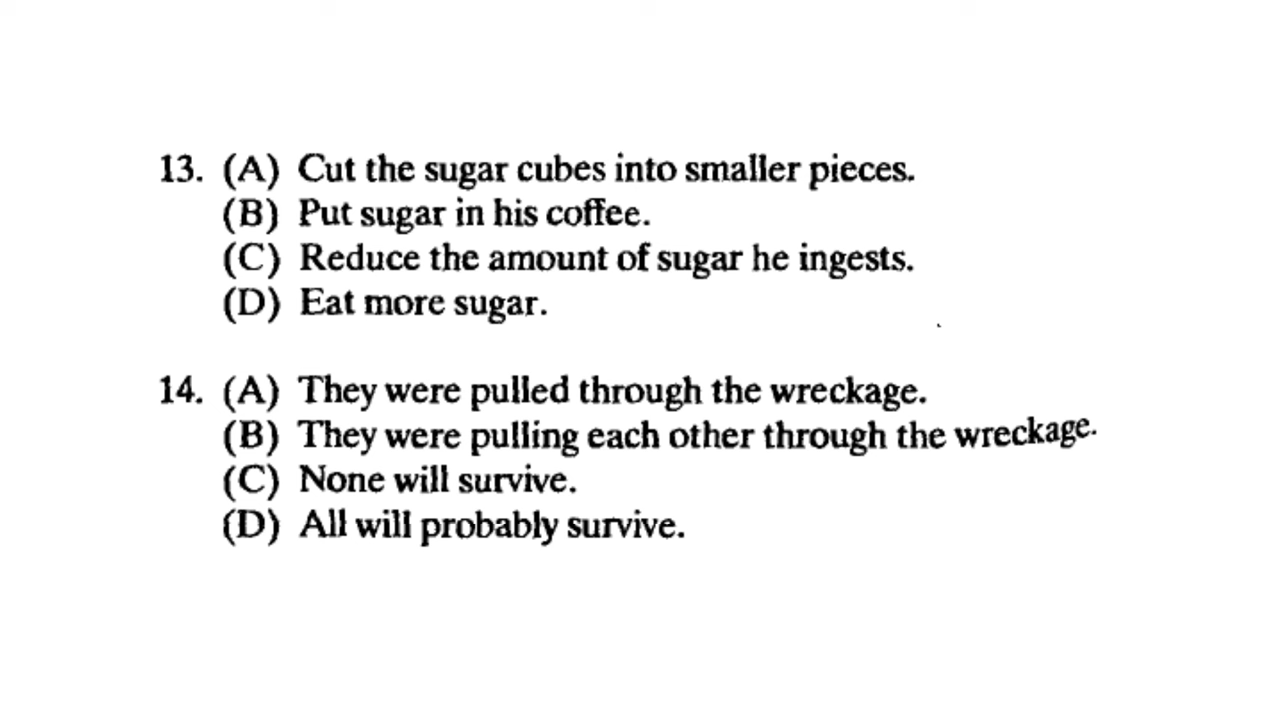 13. (A) Cut the sugar cubes into smaller pieces.
(B) Put sugar in his coffee.
(C) Reduce the amount of sugar he ingests.
(D) Eat more sugar.
14. (A) They were pulled through the wreckage.
(B) They were pulling each other through the wreckage.
(C) None will survive.
(D) All will probably survive.